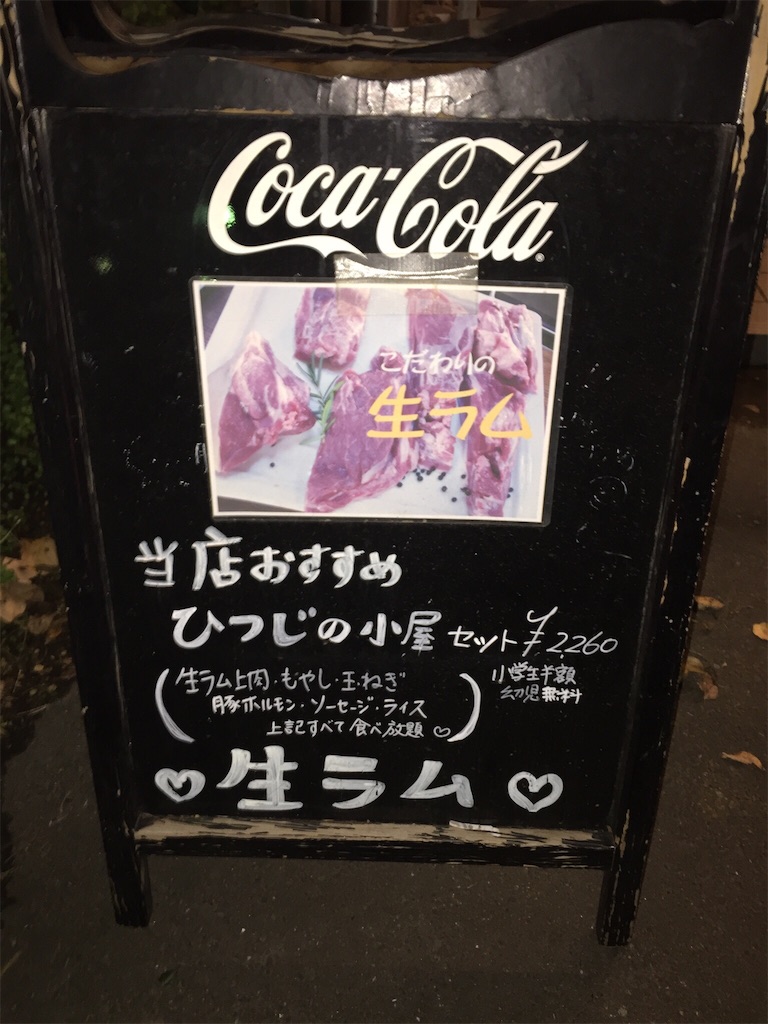 Coca-Cola
こだわりの
生ラム
当店おすすめ
ひつじの小屋 セット ¥2260
小学生半額
幼児無料
(生ラム上肉・もやし・玉ねぎ
豚ホルモン・ソーセージ・ライス
上記すべて食べ放題♡)
♡生ラム♡